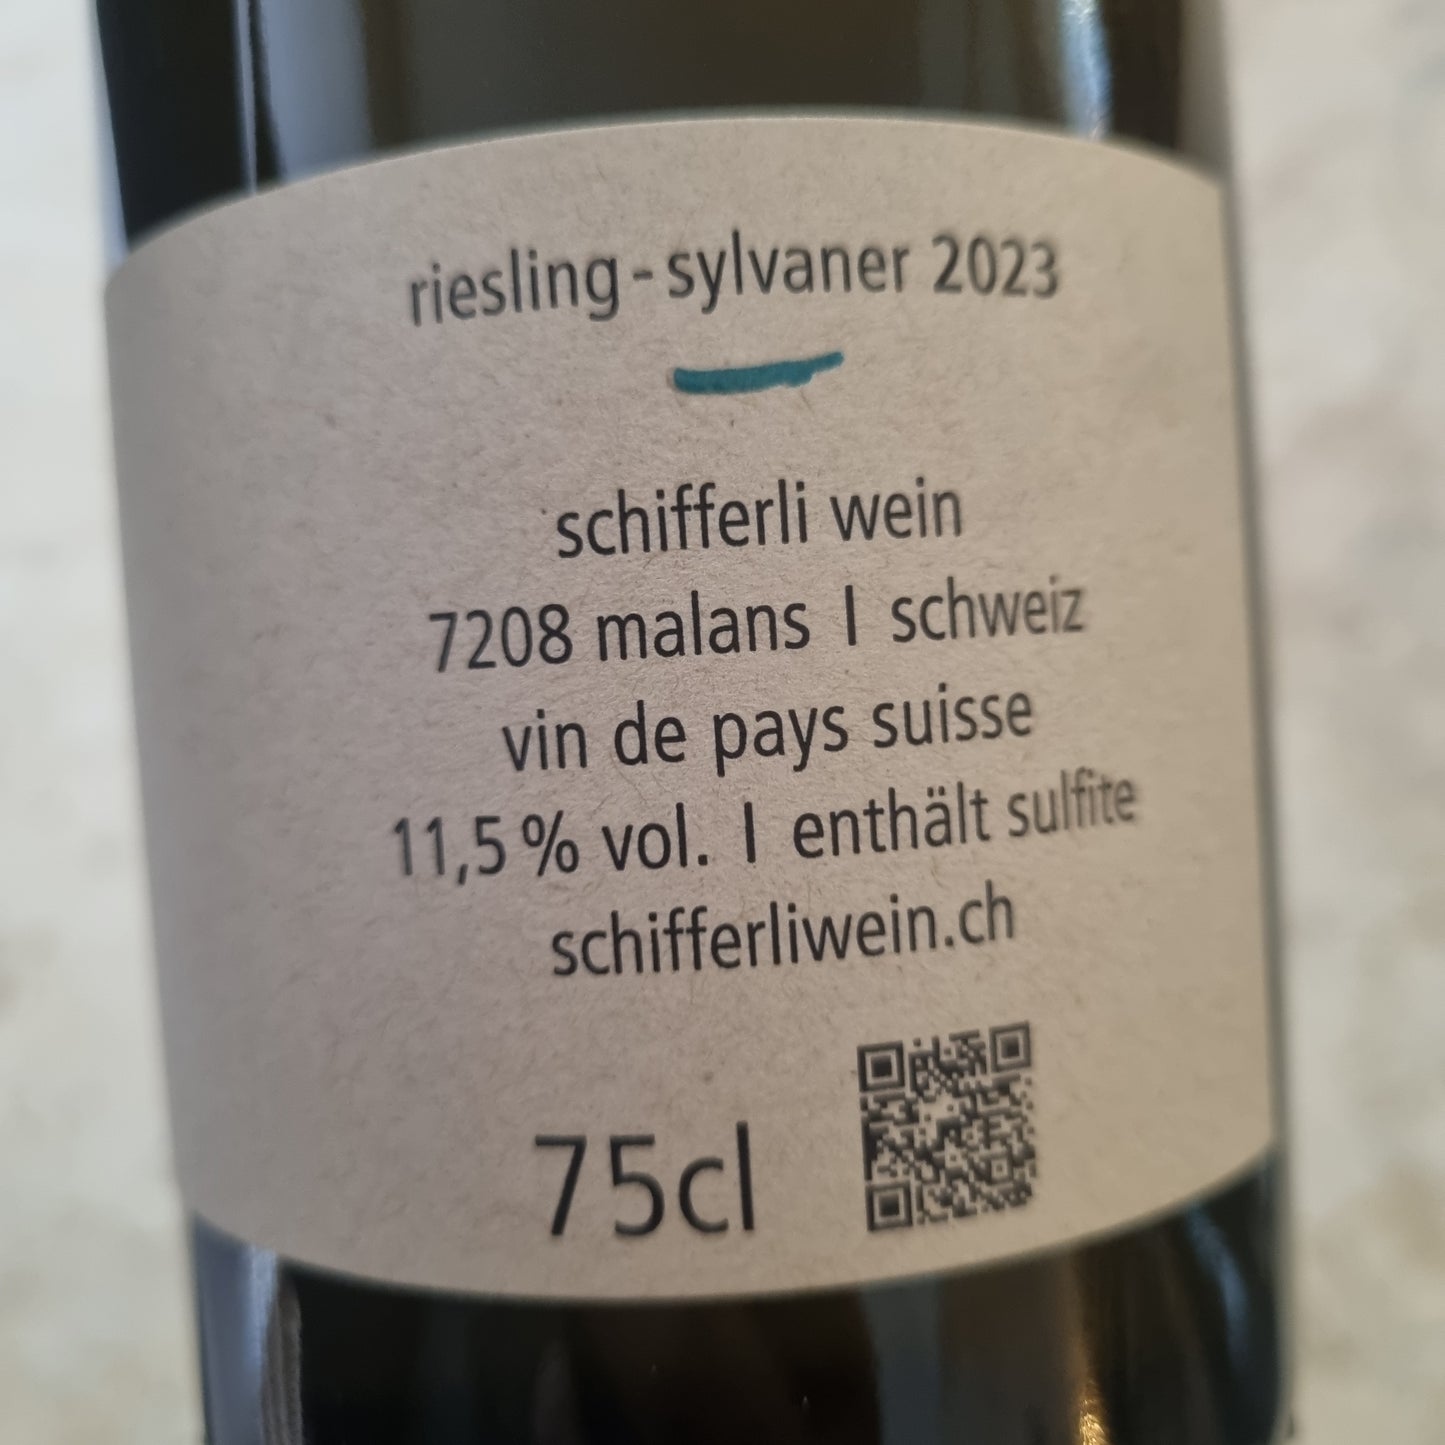 riesling-sylvaner 2023
schifferli wein
7208 malans | schweiz
vin de pays suisse
11,5% vol. | enthält sulfite
schifferliwein.ch
75cl